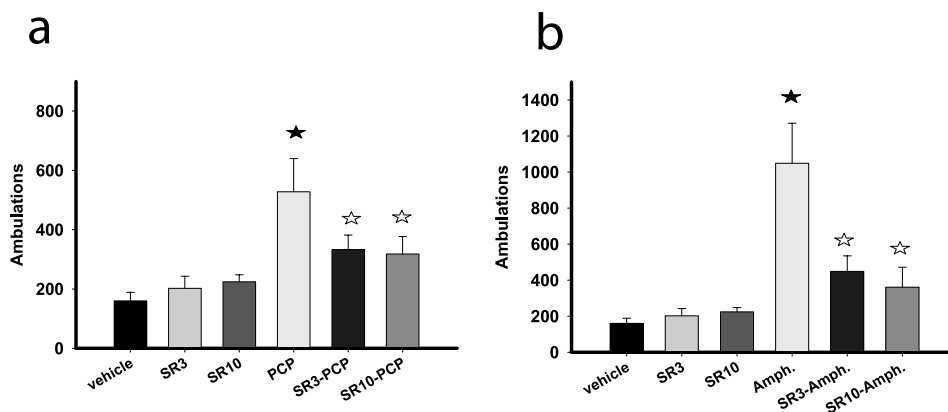 a
Ambulations
800
600
400
200
0
vehicle
SR3
SR10
PCP
SR3-PCP
SR10-PCP
b
Ambulations
1400
1200
1000
800
600
400
200
0
vehicle
SR3
SR10
Amph.
SR3-Amph.
SR10-Amph.